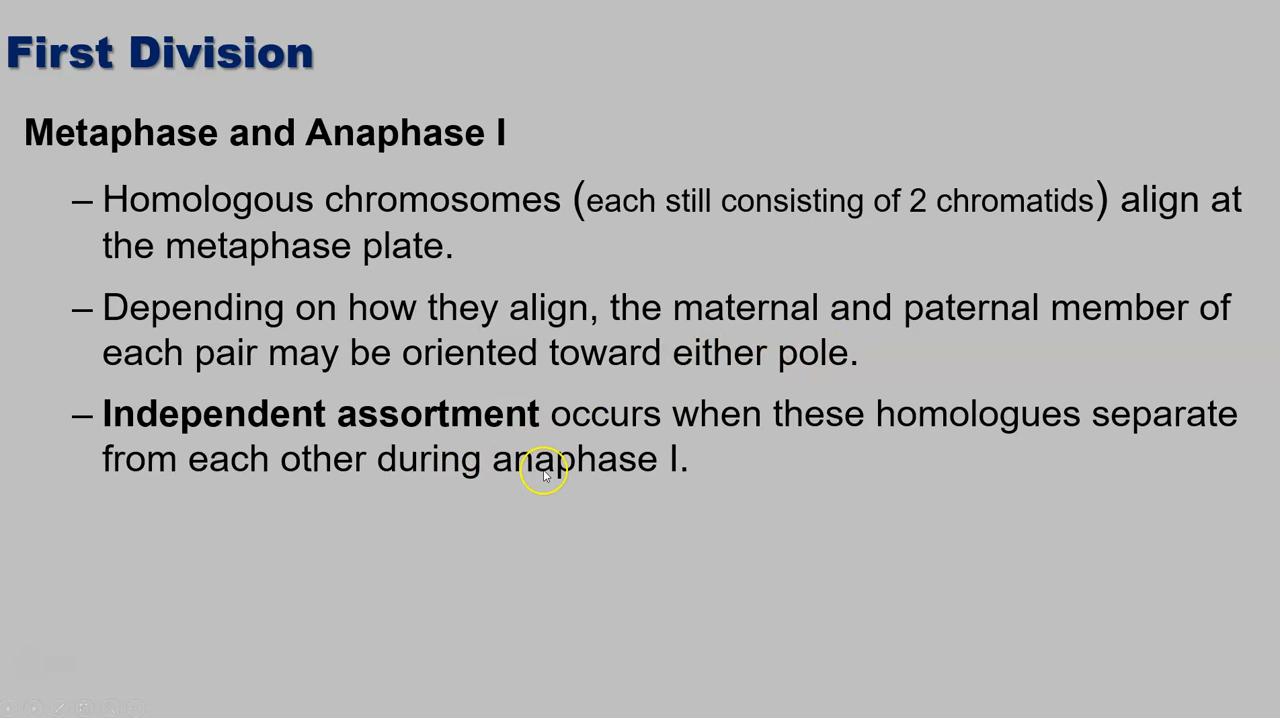 First Division
Metaphase and Anaphase I
– Homologous chromosomes (each still consisting of 2 chromatids) align at
the metaphase plate.
– Depending on how they align, the maternal and paternal member of
each pair may be oriented toward either pole.
– Independent assortment occurs when these homologues separate
from each other during anaphase I.